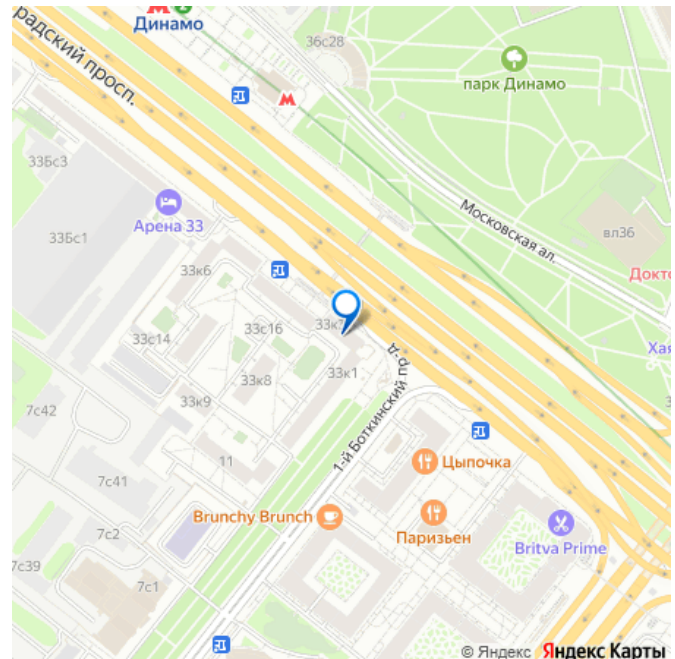 Динамо
36с28
парк Динамо
радский просп.
33Бс3
Московская ал.
вл36
Арена 33
33Бс1
Докто
33к6
33с16
33к
Хая
33с14
33к1
33к8
33к9
1-й Боткинский пр-д
7с42
11
Цыпочка
7с41
Brunchy Brunch
Паризьен
7с2
Britva Prime
7с39
7с1
© Яндекс Яндекс Карты